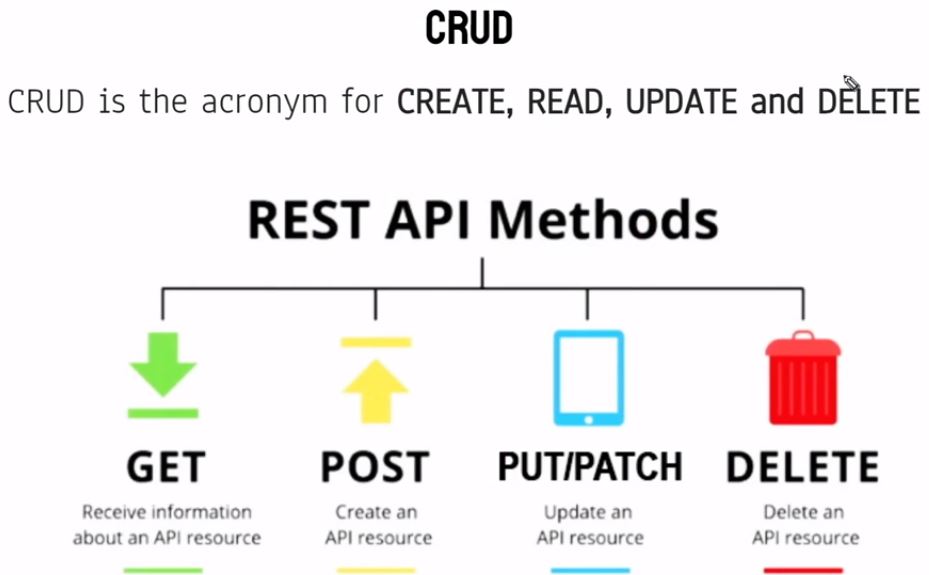 CRUD
CRUD is the acronym for CREATE, READ, UPDATE and DELETE
REST API Methods
GET
POST
PUT/PATCH
DELETE
Receive information
about an API resource
Create an
API resource
Update an
API resource
Delete an
API resource